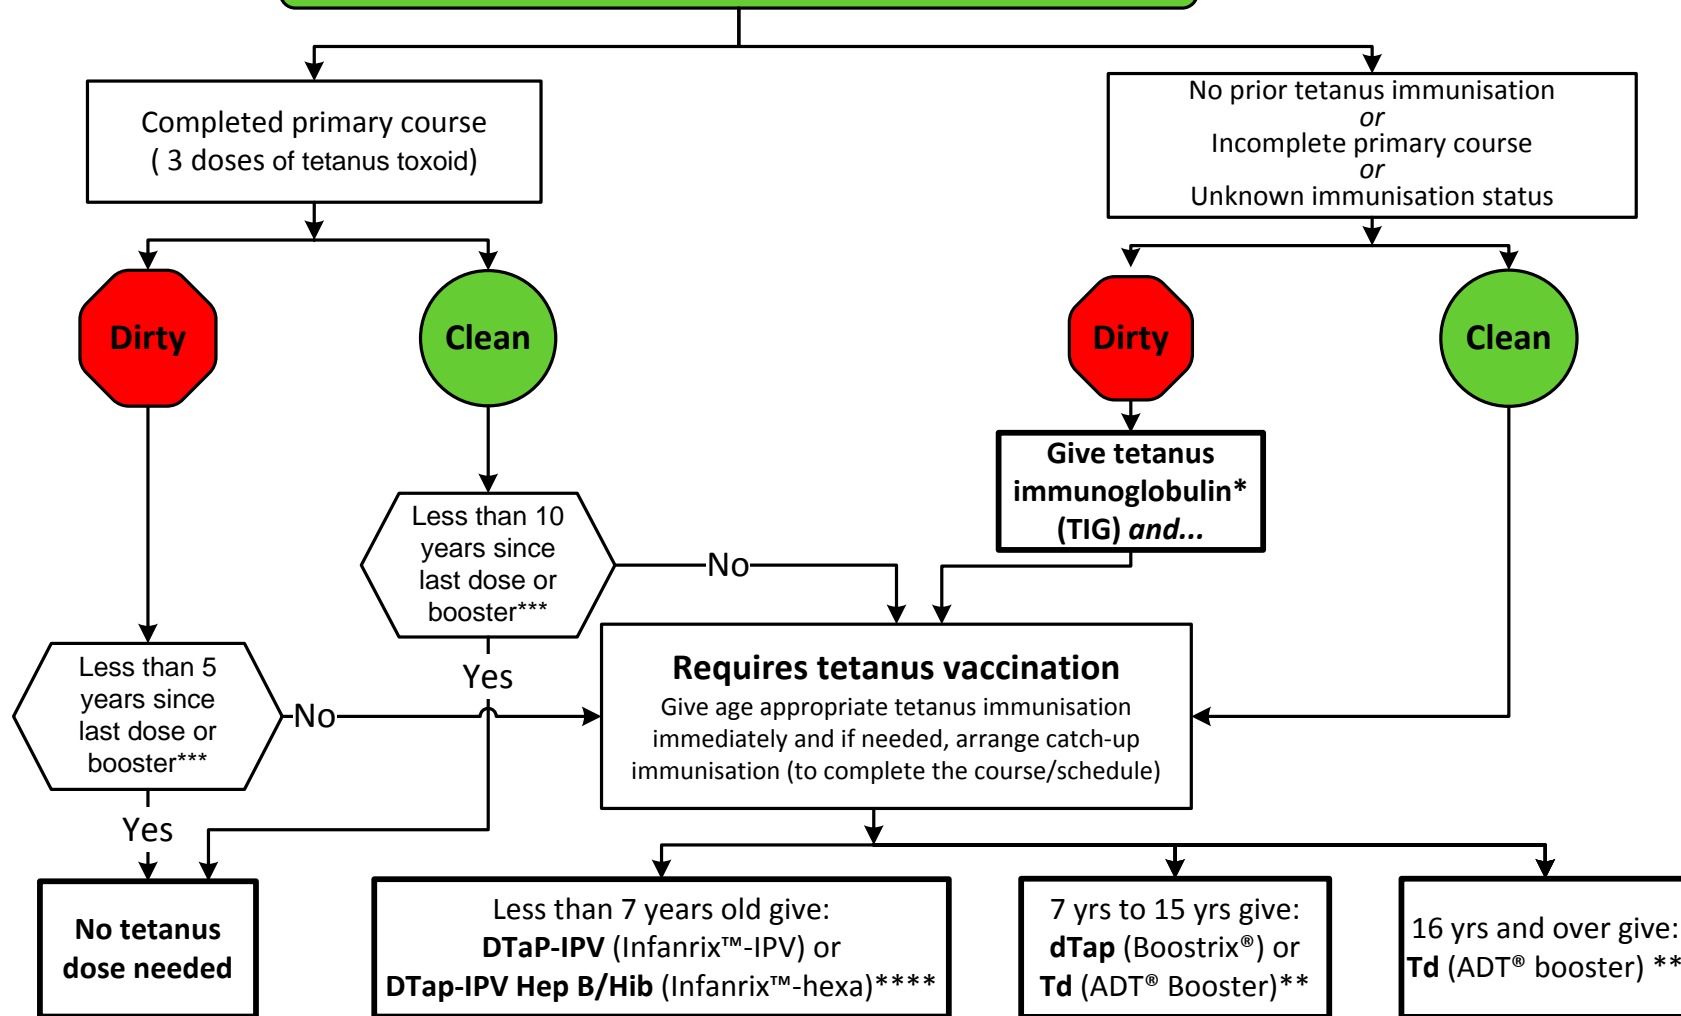 Completed primary course
( 3 doses of tetanus toxoid)
No prior tetanus immunisation
or
Incomplete primary course
or
Unknown immunisation status
Dirty
Clean
Dirty
Clean
Give tetanus
immunoglobulin*
(TIG) and...
Less than 10
years since
last dose or
booster***
No
Yes
Less than 5
years since
last dose or
booster***
No
Yes
Requires tetanus vaccination
Give age appropriate tetanus immunisation
immediately and if needed, arrange catch-up
immunisation (to complete the course/schedule)
No tetanus
dose needed
Less than 7 years old give:
DTaP-IPV (Infanrix™-IPV) or
DTap-IPV Hep B/Hib (Infanrix™-hexa)****
7 yrs to 15 yrs give:
dTap (Boostrix®) or
Td (ADT® Booster)**
16 yrs and over give:
Td (ADT® booster) **